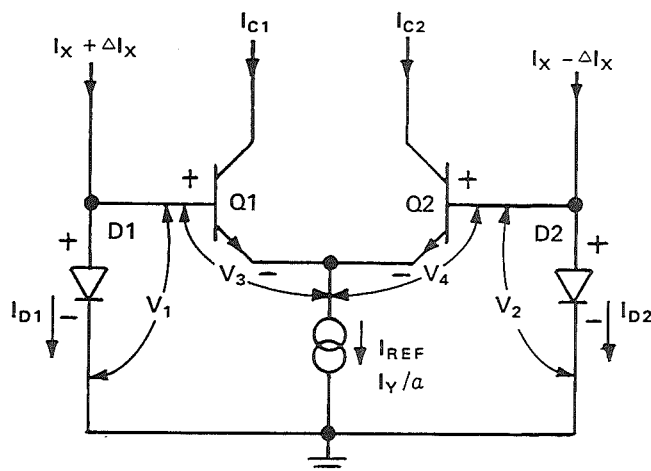 I_C1 I_C2
I_X + ΔI_X I_X − ΔI_X
+ Q1 Q2 +
D1 D2
+ − − +
V_1 V_3 V_4 V_2
I_D1 − − I_D2
I_REF
I_Y/a